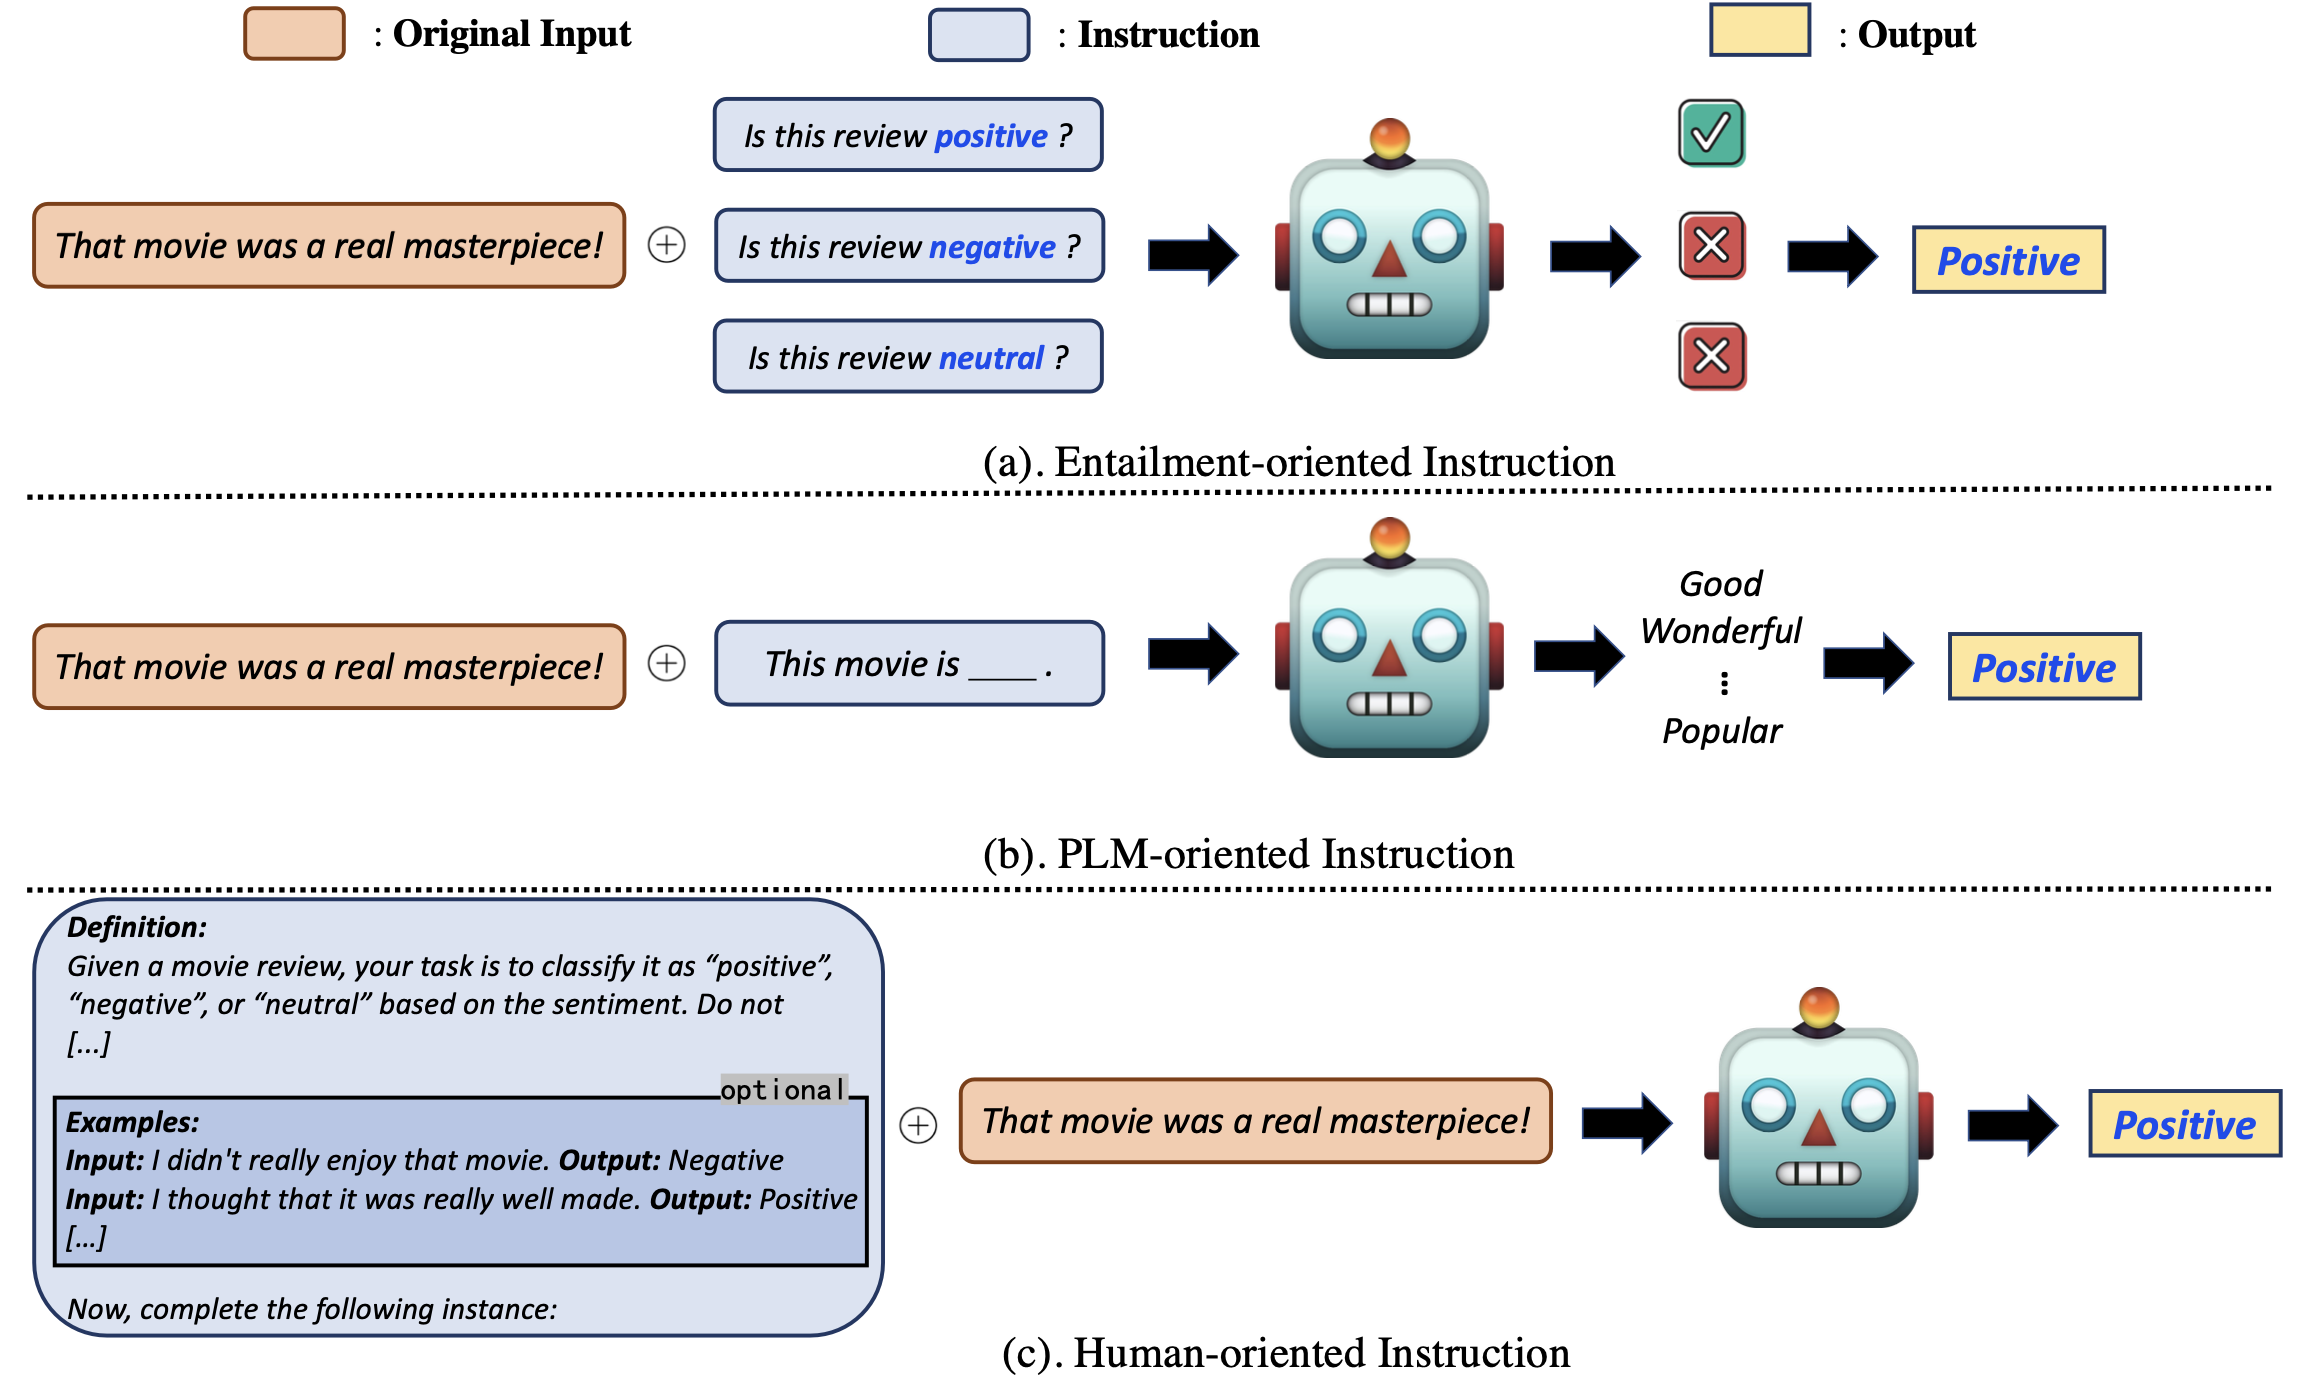 : Original Input
: Instruction
: Output
Is this review positive ?
That movie was a real masterpiece!
Is this review negative ?
Is this review neutral ?
Positive
(a). Entailment-oriented Instruction
That movie was a real masterpiece!
This movie is ____ .
Good
Wonderful
⋮
Popular
Positive
(b). PLM-oriented Instruction
Definition:
Given a movie review, your task is to classify it as “positive”,
“negative”, or “neutral” based on the sentiment. Do not
[...]
optional
Examples:
Input: I didn't really enjoy that movie. Output: Negative
Input: I thought that it was really well made. Output: Positive
[...]
Now, complete the following instance:
That movie was a real masterpiece!
Positive
(c). Human-oriented Instruction